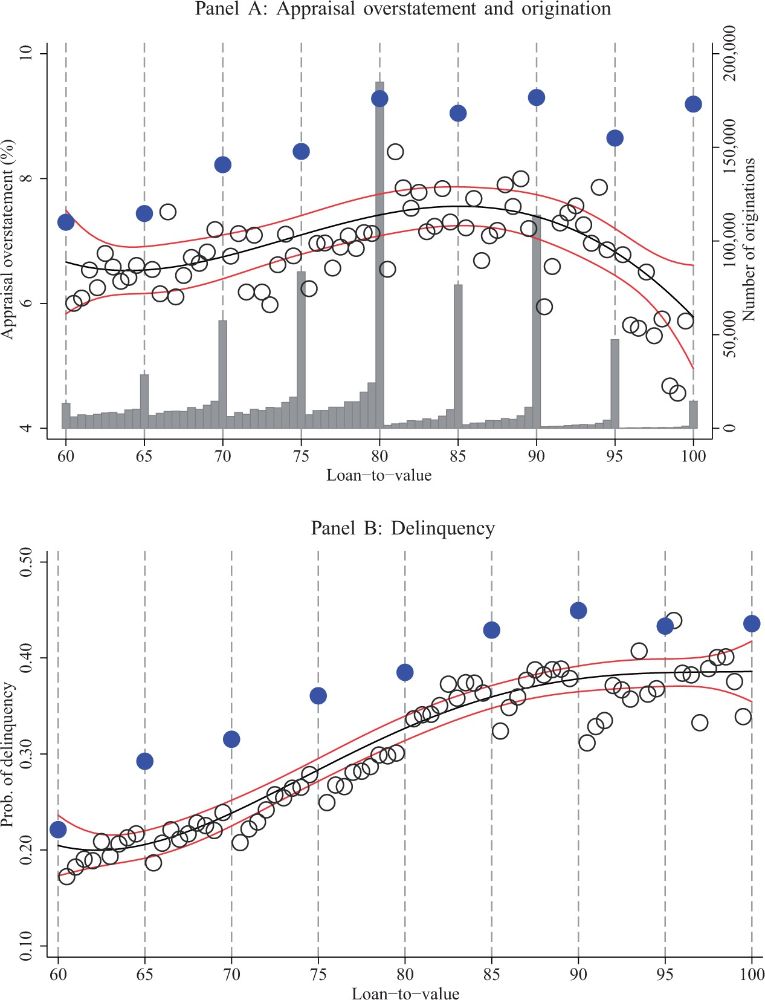 Panel A: Appraisal overstatement and origination
Appraisal overstatement (%)
10
8
6
4
200,000
150,000
100,000
50,000
0
Number of originations
60 65 70 75 80 85 90 95 100
Loan−to−value
Panel B: Delinquency
Prob. of delinquency
0.50
0.40
0.30
0.20
0.10
60 65 70 75 80 85 90 95 100
Loan−to−value